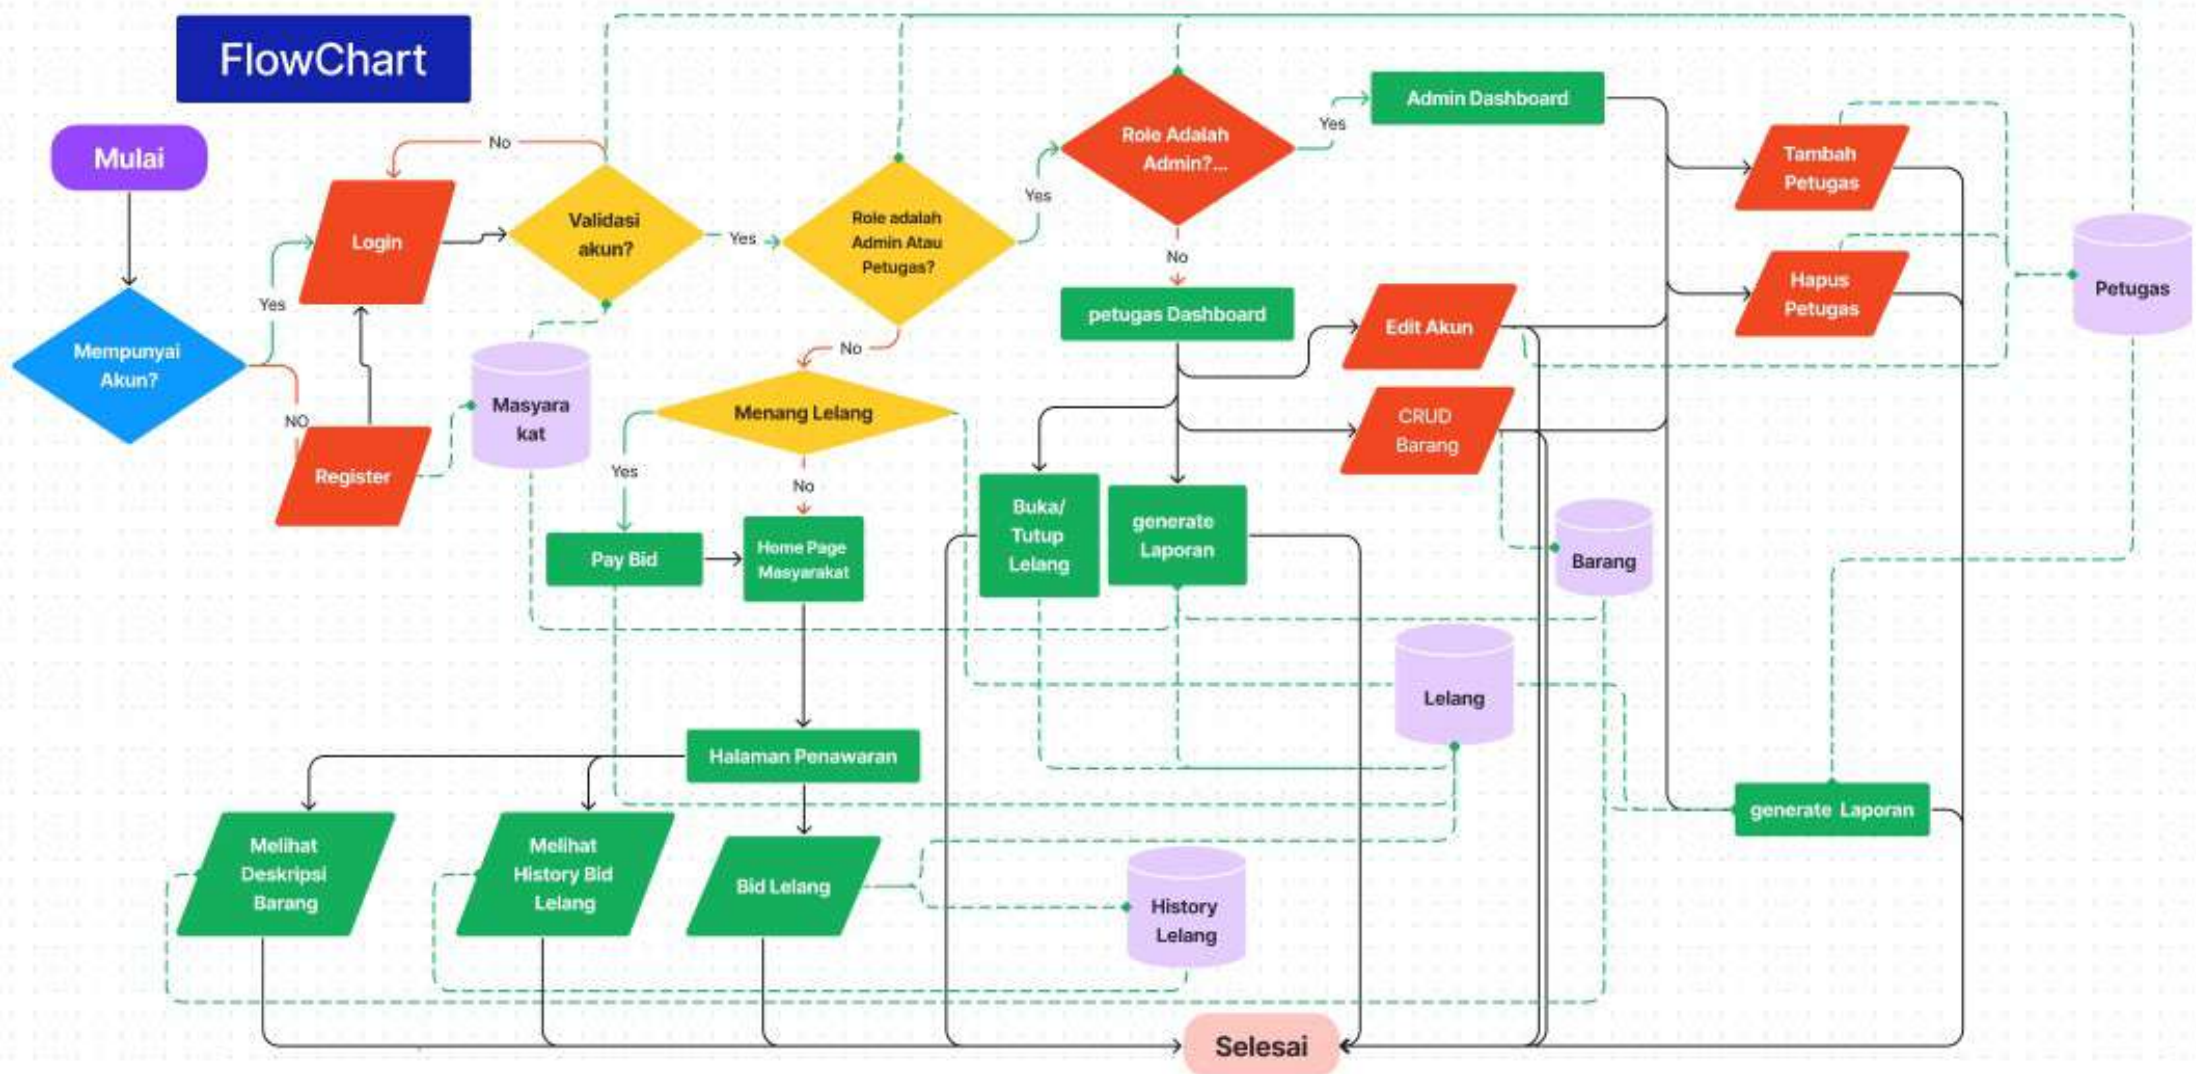 FlowChart
Mulai
Mempunyai
Akun?
Yes
NO
Login
Register
No
Validasi
akun?
Yes
Masyara
kat
Role adalah
Admin Atau
Petugas?
Yes
No
Role Adalah
Admin?...
Yes
No
Admin Dashboard
petugas Dashboard
Menang Lelang
Yes
No
Pay Bid
Home Page
Masyarakat
Buka/
Tutup
Lelang
generate
Laporan
Edit Akun
CRUD
Barang
Tambah
Petugas
Hapus
Petugas
Petugas
Barang
Lelang
generate Laporan
Halaman Penawaran
Melihat
Deskripsi
Barang
Melihat
History Bid
Lelang
Bid Lelang
History
Lelang
Selesai